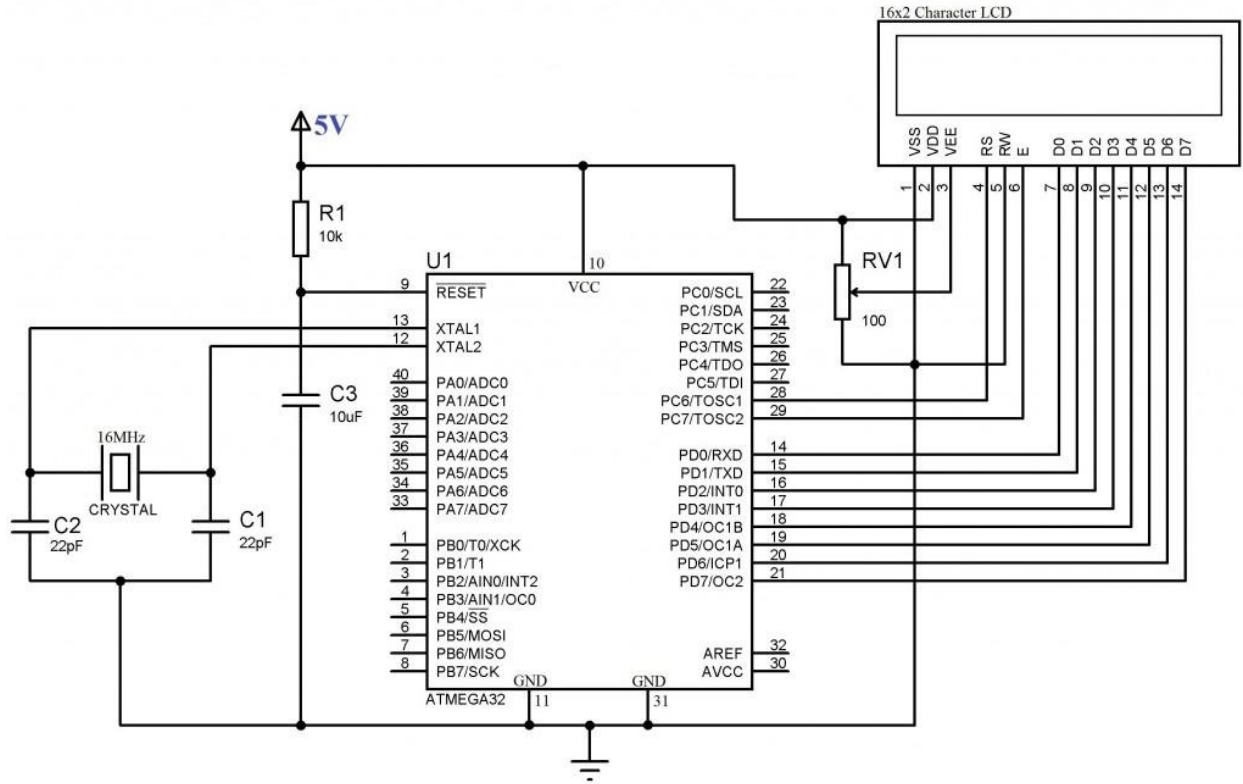 16x2 Character LCD
VSS
VDD
VEE
RS
RW
E
D0
D1
D2
D3
D4
D5
D6
D7
1
2
3
4
5
6
7
8
9
10
11
12
13
14
5V
R1
10k
C3
10uF
16MHz
CRYSTAL
C2
22pF
C1
22pF
RV1
100
U1
10
VCC
9 RESET
13 XTAL1
12 XTAL2
40 PA0/ADC0
39 PA1/ADC1
38 PA2/ADC2
37 PA3/ADC3
36 PA4/ADC4
35 PA5/ADC5
34 PA6/ADC6
33 PA7/ADC7
1 PB0/T0/XCK
2 PB1/T1
3 PB2/AIN0/INT2
4 PB3/AIN1/OC0
5 PB4/SS
6 PB5/MOSI
7 PB6/MISO
8 PB7/SCK
PC0/SCL 22
PC1/SDA 23
PC2/TCK 24
PC3/TMS 25
PC4/TDO 26
PC5/TDI 27
PC6/TOSC1 28
PC7/TOSC2 29
PD0/RXD 14
PD1/TXD 15
PD2/INT0 16
PD3/INT1 17
PD4/OC1B 18
PD5/OC1A 19
PD6/ICP1 20
PD7/OC2 21
AREF 32
AVCC 30
GND
11
GND
31
ATMEGA32